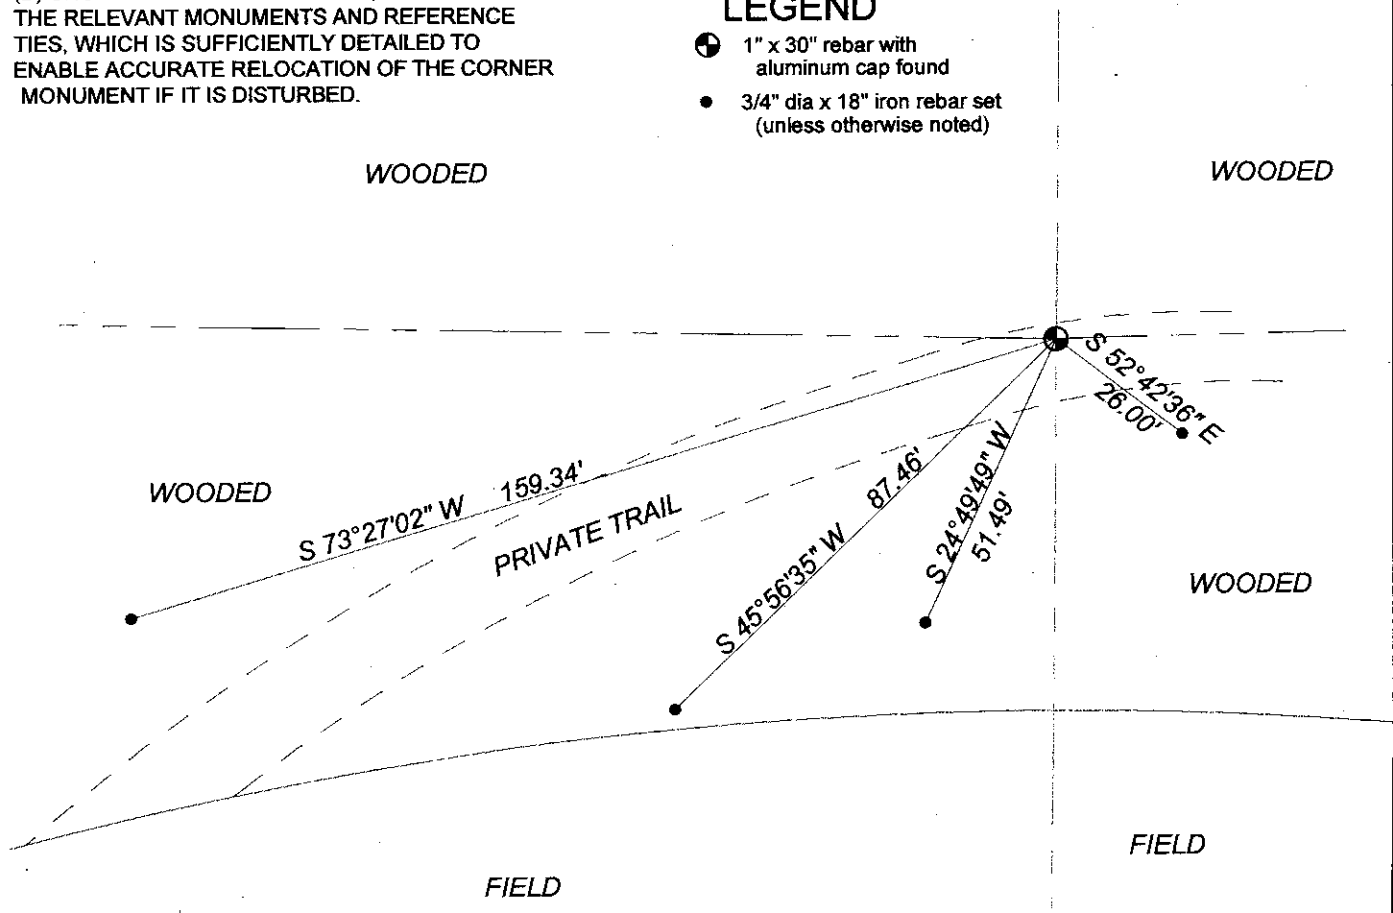 THE RELEVANT MONUMENTS AND REFERENCE
TIES, WHICH IS SUFFICIENTLY DETAILED TO
ENABLE ACCURATE RELOCATION OF THE CORNER
MONUMENT IF IT IS DISTURBED.
LEGEND
1" x 30" rebar with
aluminum cap found
3/4" dia x 18" iron rebar set
(unless otherwise noted)
WOODED
WOODED
S 52°42'36" E
26.00'
WOODED
S 73°27'02" W 159.34'
PRIVATE TRAIL
S 45°56'35" W 87.46'
S 24°49'49" W
51.49'
WOODED
FIELD
FIELD